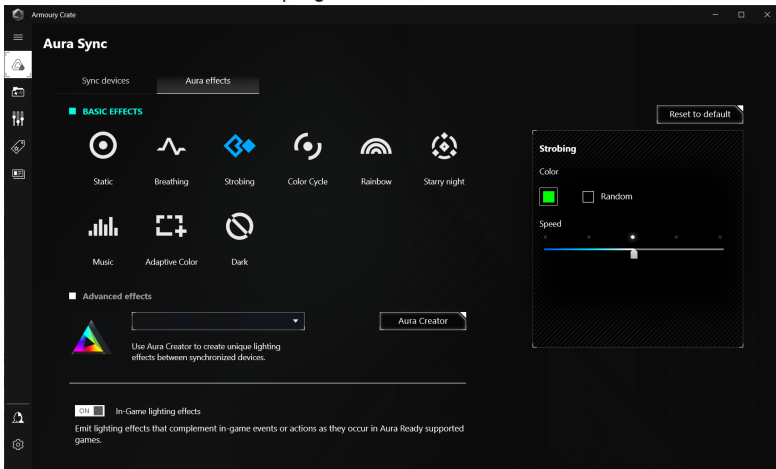 Armoury Crate
Aura Sync
Sync devices
Aura effects
BASIC EFFECTS
Reset to default
Static
Breathing
Strobing
Color Cycle
Rainbow
Starry night
Music
Adaptive Color
Dark
Strobing
Color
Random
Speed
Advanced effects
Aura Creator
Use Aura Creator to create unique lighting
effects between synchronized devices.
ON
In-Game lighting effects
Emit lighting effects that complement in-game events or actions as they occur in Aura Ready supported
games.